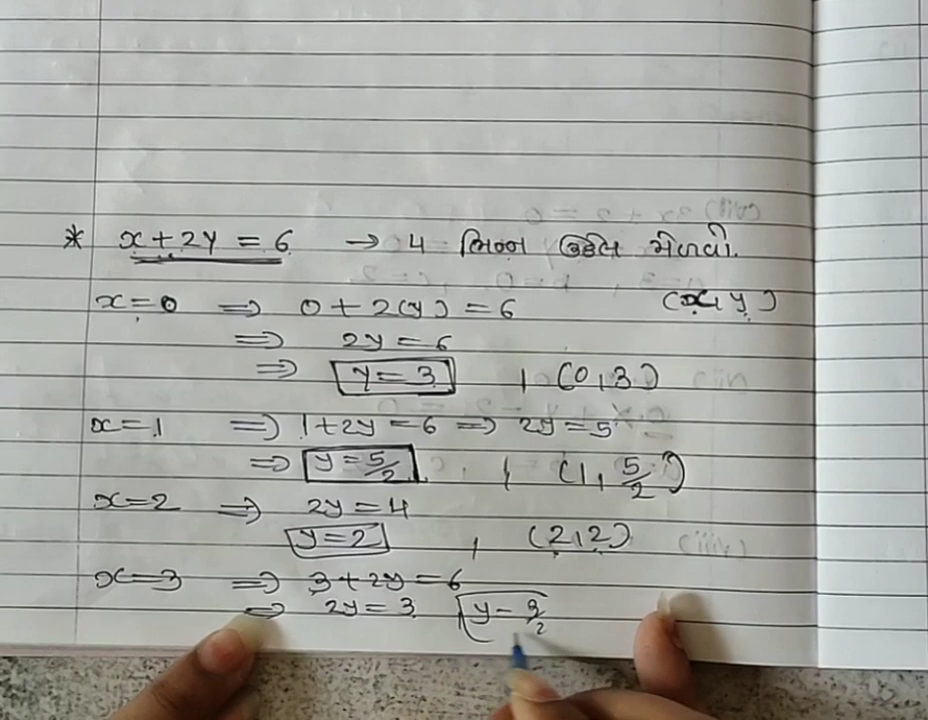 * x + 2y = 6 → 4 ભિન્ન ઉકેલ મેળવો.
x = 0 ⇒ 0 + 2(y) = 6 (x, y)
⇒ 2y = 6
⇒ y = 3 , (0, 3)
x = 1 ⇒ 1 + 2y = 6 ⇒ 2y = 5
⇒ y = 5/2 , (1, 5/2)
x = 2 ⇒ 2y = 4
y = 2 , (2, 2)
x = 3 ⇒ 3 + 2y = 6
⇒ 2y = 3 y = 3/2